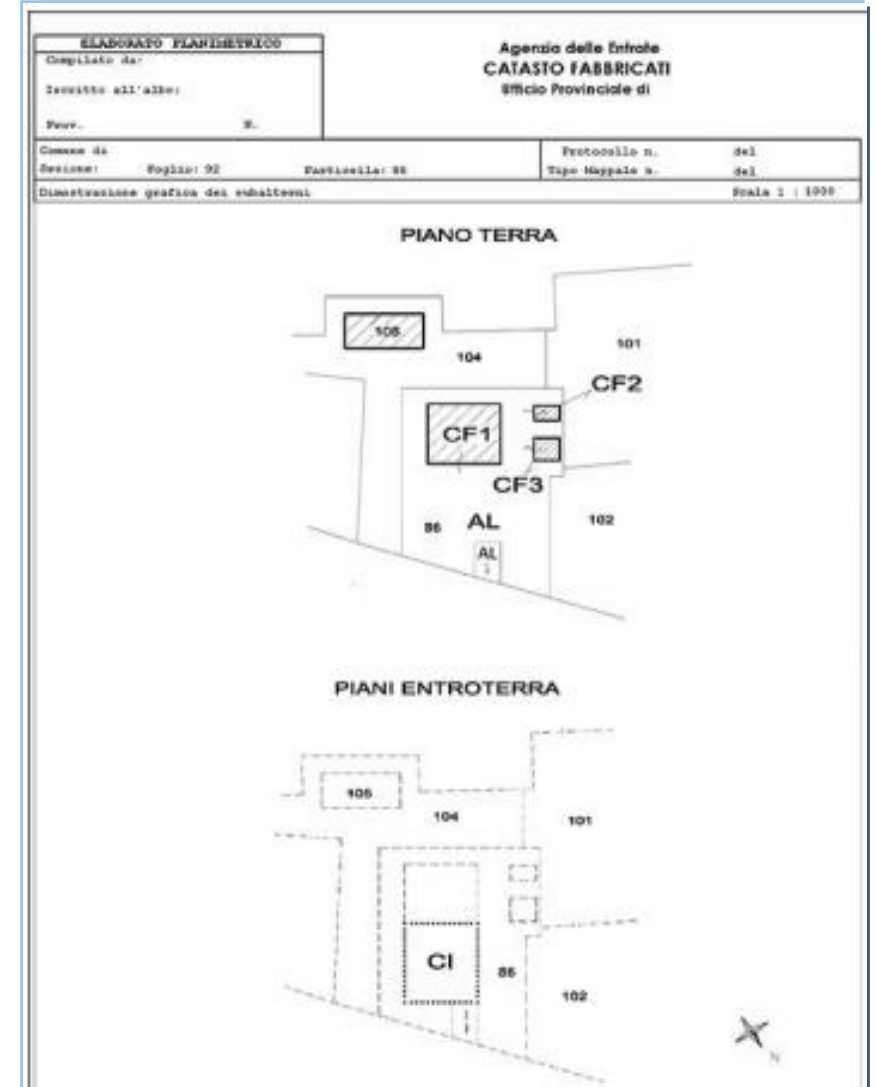 ELABORATO PLANIMETRICO
Compilato da:
Iscritto all'albo:
Prov. N.
Agenzia delle Entrate
CATASTO FABBRICATI
Ufficio Provinciale di
Comune di
Sezione: Foglio: 92 Particella: 86
Protocollo n. del
Tipo Mappale n. del
Dimostrazione grafica dei subalterni Scala 1 : 1000
PIANO TERRA
105
104
101
CF2
CF1
CF3
86
AL
102
AL
PIANI ENTROTERRA
105
104
101
CI
86
102
N